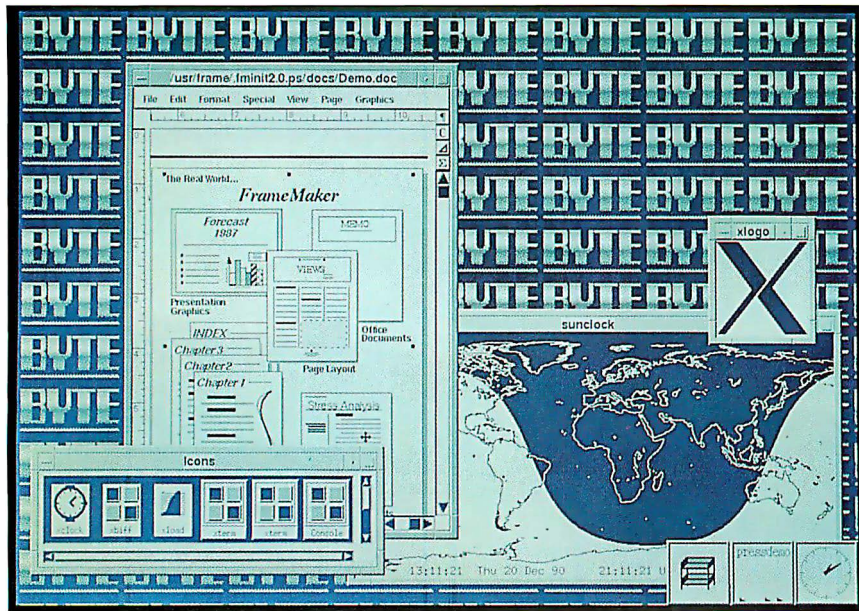 BYTE BYTE BYTE BYTE BYTE BYTE BYTE BYTE
/usr/frame/.fminit2.0.ps/docs/Demo.doc
File Edit Format Special View Page Graphics
The Real World...
FrameMaker
Forecast
1987
MEMO
VIEWS
Presentation
Graphics
Office
Documents
Page Layout
INDEX
Chapter 3
Chapter 2
Chapter 1
Stress Analysis
xlogo
sunclock
13:11:21 Thu 20 Dec 90 21:11:21 U
Icons
xclock xbiff xload xterm xterm Console
pressdemo